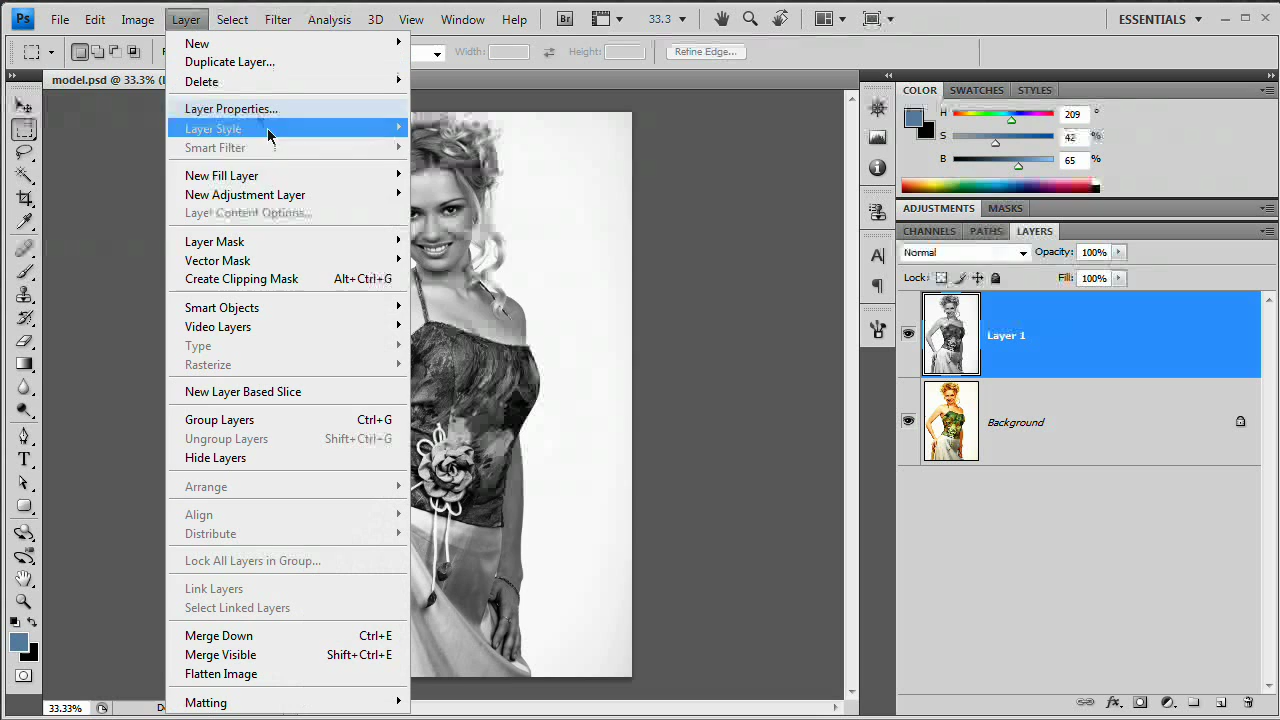 Ps File Edit Image Layer Select Filter Analysis 3D View Window Help Br 33.3 ESSENTIALS
Width: Height: Refine Edge...
model.psd @ 33.3%
New
Duplicate Layer...
Delete
Layer Properties...
Layer Style
Smart Filter
New Fill Layer
New Adjustment Layer
Layer Content Options...
Layer Mask
Vector Mask
Create Clipping Mask Alt+Ctrl+G
Smart Objects
Video Layers
Type
Rasterize
New Layer Based Slice
Group Layers Ctrl+G
Ungroup Layers Shift+Ctrl+G
Hide Layers
Arrange
Align
Distribute
Lock All Layers in Group...
Link Layers
Select Linked Layers
Merge Down Ctrl+E
Merge Visible Shift+Ctrl+E
Flatten Image
Matting
33.33%
COLOR SWATCHES STYLES
H 209 °
S 42 %
B 65 %
ADJUSTMENTS MASKS
CHANNELS PATHS LAYERS
Normal Opacity: 100%
Lock: Fill: 100%
Layer 1
Background